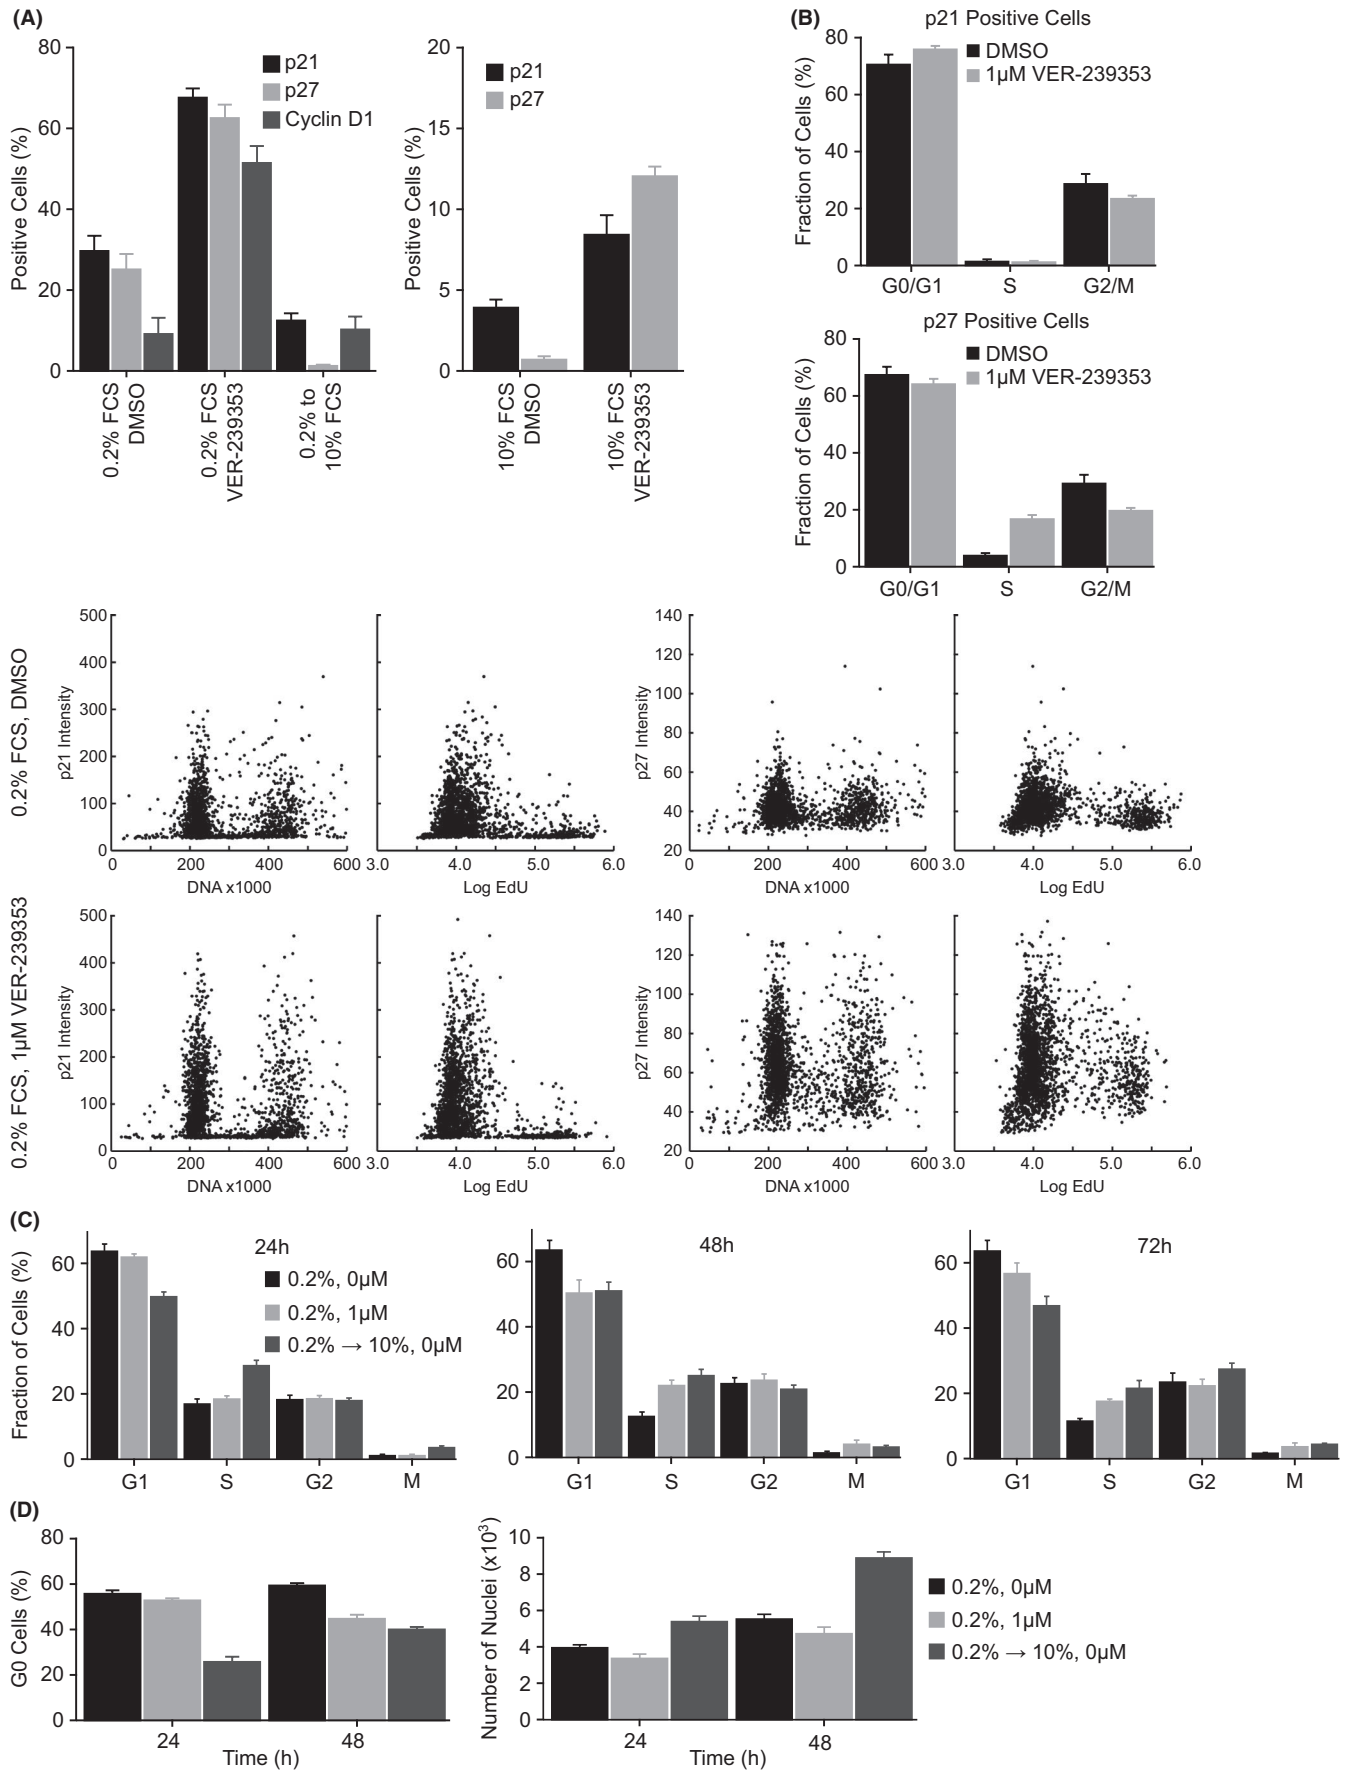 (A)
80
60
40
20
0
Positive Cells (%)
p21
p27
Cyclin D1
0.2% FCS
DMSO
0.2% FCS
VER-239353
0.2% to
10% FCS
20
15
10
5
0
Positive Cells (%)
p21
p27
10% FCS
DMSO
10% FCS
VER-239353
(B)
p21 Positive Cells
80
60
40
20
0
Fraction of Cells (%)
DMSO
1µM VER-239353
G0/G1 S G2/M
p27 Positive Cells
80
60
40
20
0
Fraction of Cells (%)
DMSO
1µM VER-239353
G0/G1 S G2/M
0.2% FCS, DMSO
500
400
300
200
100
0
p21 Intensity
0 200 400 600
DNA x1000
3.0 4.0 5.0 6.0
Log EdU
140
120
100
80
60
40
20
p27 Intensity
0 200 400 600
DNA x1000
3.0 4.0 5.0 6.0
Log EdU
0.2% FCS, 1µM VER-239353
500
400
300
200
100
0
p21 Intensity
0 200 400 600
DNA x1000
3.0 4.0 5.0 6.0
Log EdU
140
120
100
80
60
40
20
p27 Intensity
0 200 400 600
DNA x1000
3.0 4.0 5.0 6.0
Log EdU
(C)
Fraction of Cells (%)
60
40
20
0
24h
0.2%, 0µM
0.2%, 1µM
0.2% → 10%, 0µM
G1 S G2 M
60
40
20
0
48h
G1 S G2 M
60
40
20
0
72h
G1 S G2 M
(D)
G0 Cells (%)
80
60
40
20
0
24 48
Time (h)
Number of Nuclei (x10³)
10
8
6
4
2
0
24 48
Time (h)
0.2%, 0µM
0.2%, 1µM
0.2% → 10%, 0µM